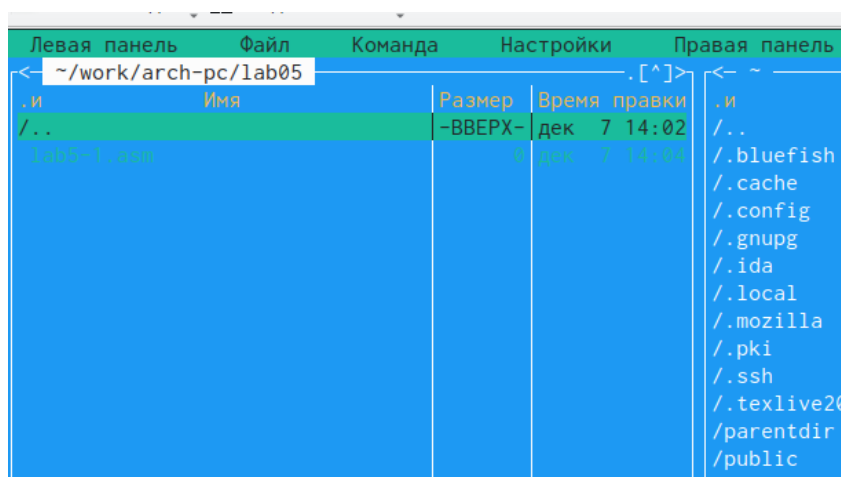 Левая панель Файл Команда Настройки Правая панель
<- ~/work/arch-pc/lab05 .[^]> <- ~
.и Имя Размер Время правки .и
/.. -ВВЕРХ- дек 7 14:02 /..
lab5-1.asm 0 дек 7 14:04 /.bluefish
/.cache
/.config
/.gnupg
/.ida
/.local
/.mozilla
/.pki
/.ssh
/.texlive20
/parentdir
/public